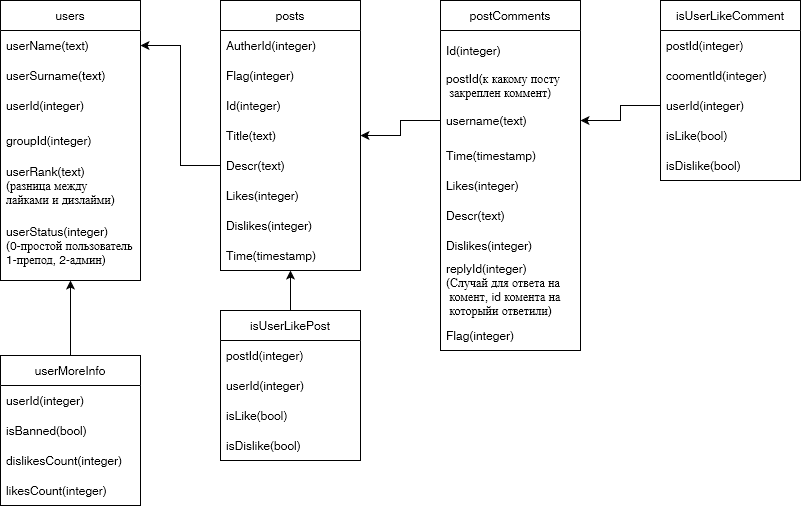 users
userName(text)
userSurname(text)
userId(integer)
groupId(integer)
userRank(text)
(разница между
лайками и дизлайми)
userStatus(integer)
(0-простой пользователь
1-препод, 2-админ)
userMoreInfo
userId(integer)
isBanned(bool)
dislikesCount(integer)
likesCount(integer)
posts
AutherId(integer)
Flag(integer)
Id(integer)
Title(text)
Descr(text)
Likes(integer)
Dislikes(integer)
Time(timestamp)
isUserLikePost
postId(integer)
userId(integer)
isLike(bool)
isDislike(bool)
postComments
Id(integer)
postId(к какому посту
закреплен коммент)
username(text)
Time(timestamp)
Likes(integer)
Descr(text)
Dislikes(integer)
replyId(integer)
(Случай для ответа на
комент, id комента на
которыйи ответили)
Flag(integer)
isUserLikeComment
postId(integer)
coomentId(integer)
userId(integer)
isLike(bool)
isDislike(bool)